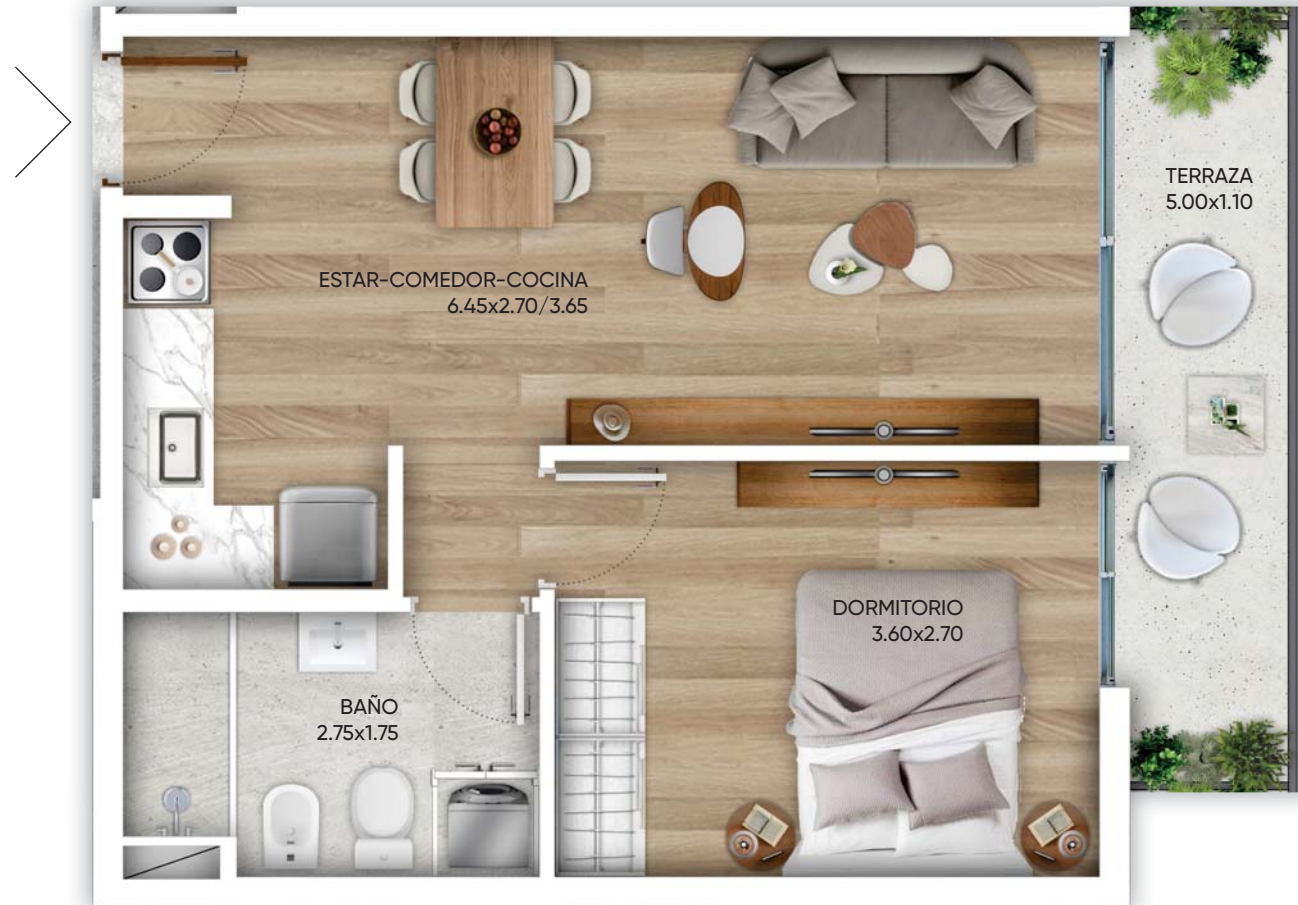 TERRAZA
5.00x1.10
ESTAR-COMEDOR-COCINA
6.45x2.70/3.65
DORMITORIO
3.60x2.70
BAÑO
2.75x1.75